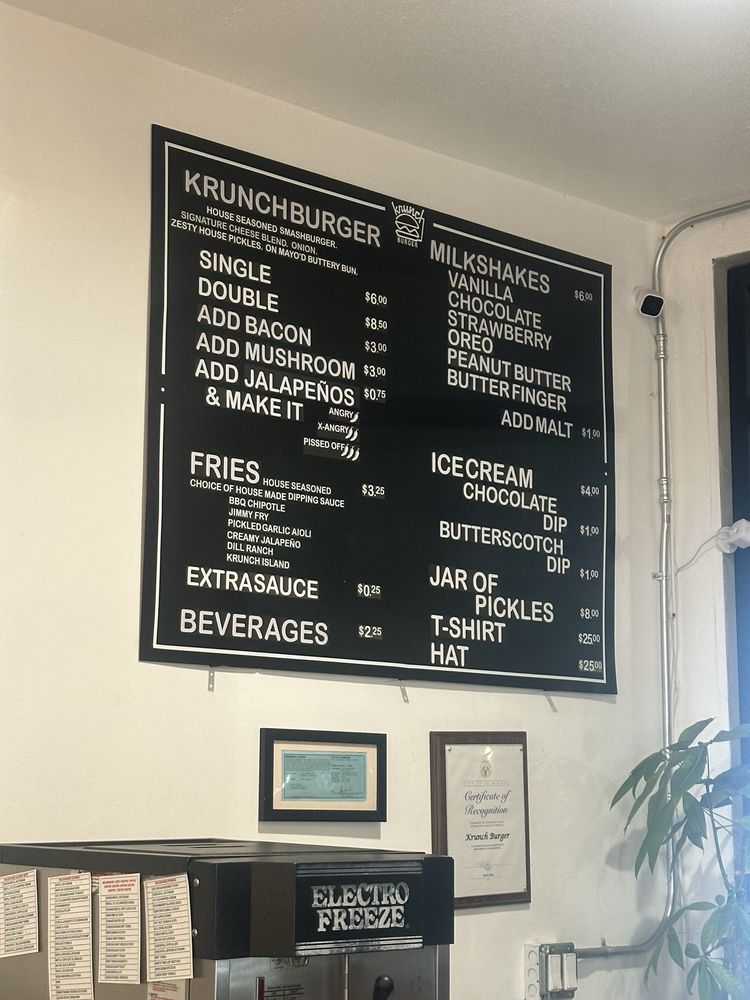 KRUNCHBURGER
HOUSE SEASONED SMASHBURGER.
SIGNATURE CHEESE BLEND. ONION.
ZESTY HOUSE PICKLES. ON MAYO'D BUTTERY BUN.
SINGLE $6.00
DOUBLE $8.50
ADD BACON $3.00
ADD MUSHROOM $3.00
ADD JALAPEÑOS $0.75
& MAKE IT ANGRY
X-ANGRY
PISSED OFF
FRIES HOUSE SEASONED $3.25
CHOICE OF HOUSE MADE DIPPING SAUCE
BBQ CHIPOTLE
JIMMY FRY
PICKLED GARLIC AIOLI
CREAMY JALAPEÑO
DILL RANCH
KRUNCH ISLAND
EXTRA SAUCE $0.25
BEVERAGES $2.25
krunch
BURGER
MILKSHAKES $6.00
VANILLA
CHOCOLATE
STRAWBERRY
OREO
PEANUT BUTTER
BUTTERFINGER
ADD MALT $1.00
ICE CREAM $4.00
CHOCOLATE
DIP $1.00
BUTTERSCOTCH
DIP $1.00
JAR OF
PICKLES $8.00
T-SHIRT $25.00
HAT $25.00
Certificate of
Recognition
Krunch Burger
ELECTRO
FREEZE